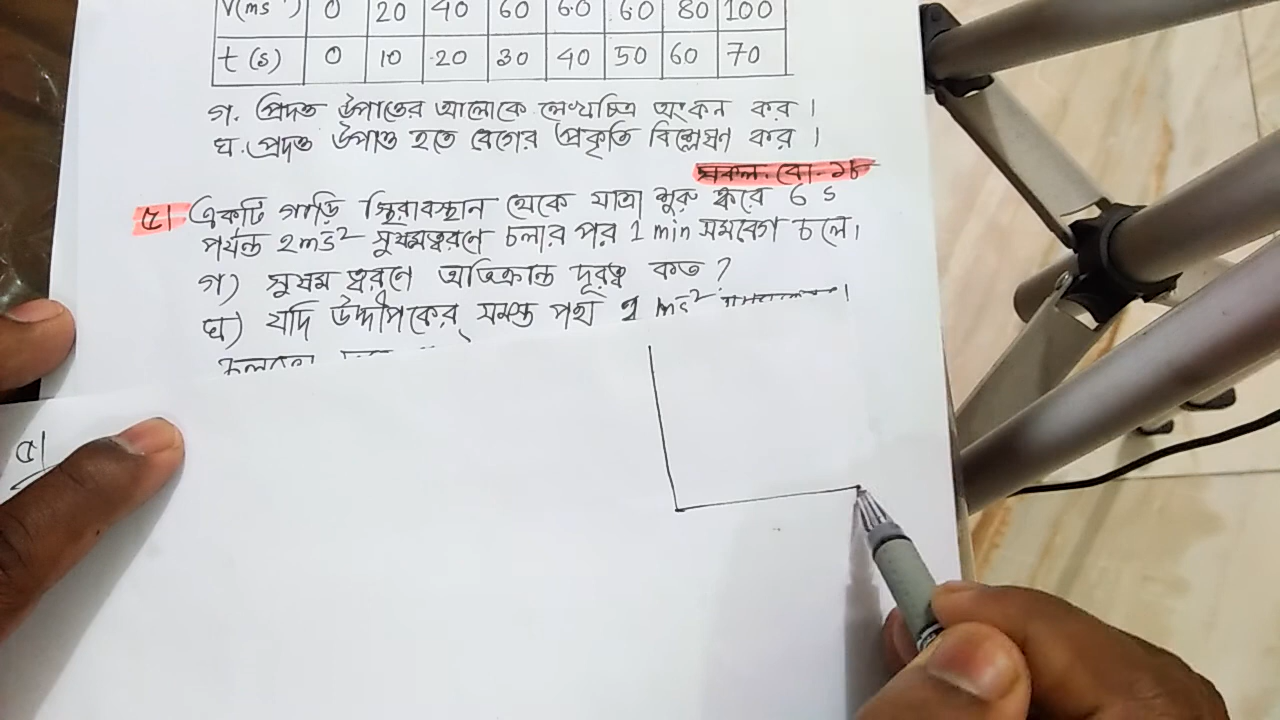 V(ms⁻¹) 0 20 40 60 60 60 80 100
t(s) 0 10 20 30 40 50 60 70
গ. প্রদত্ত উপাত্তের আলোকে লেখচিত্র অংকন কর।
ঘ. প্রদত্ত উপাত্ত হতে বেগের প্রকৃতি বিশ্লেষণ কর।
সকল. বো.-১৮
৫| একটি গাড়ি স্থিরাবস্থান থেকে যাত্রা শুরু করে 6 s
পর্যন্ত 2ms⁻² সুষমত্বরণে চলার পর 1 min সমবেগে চলে।
গ) সুষম ত্বরণে অতিক্রান্ত দূরত্ব কত?
ঘ) যদি উদ্দীপকের সমস্ত পথ 2 ms⁻²
৫|